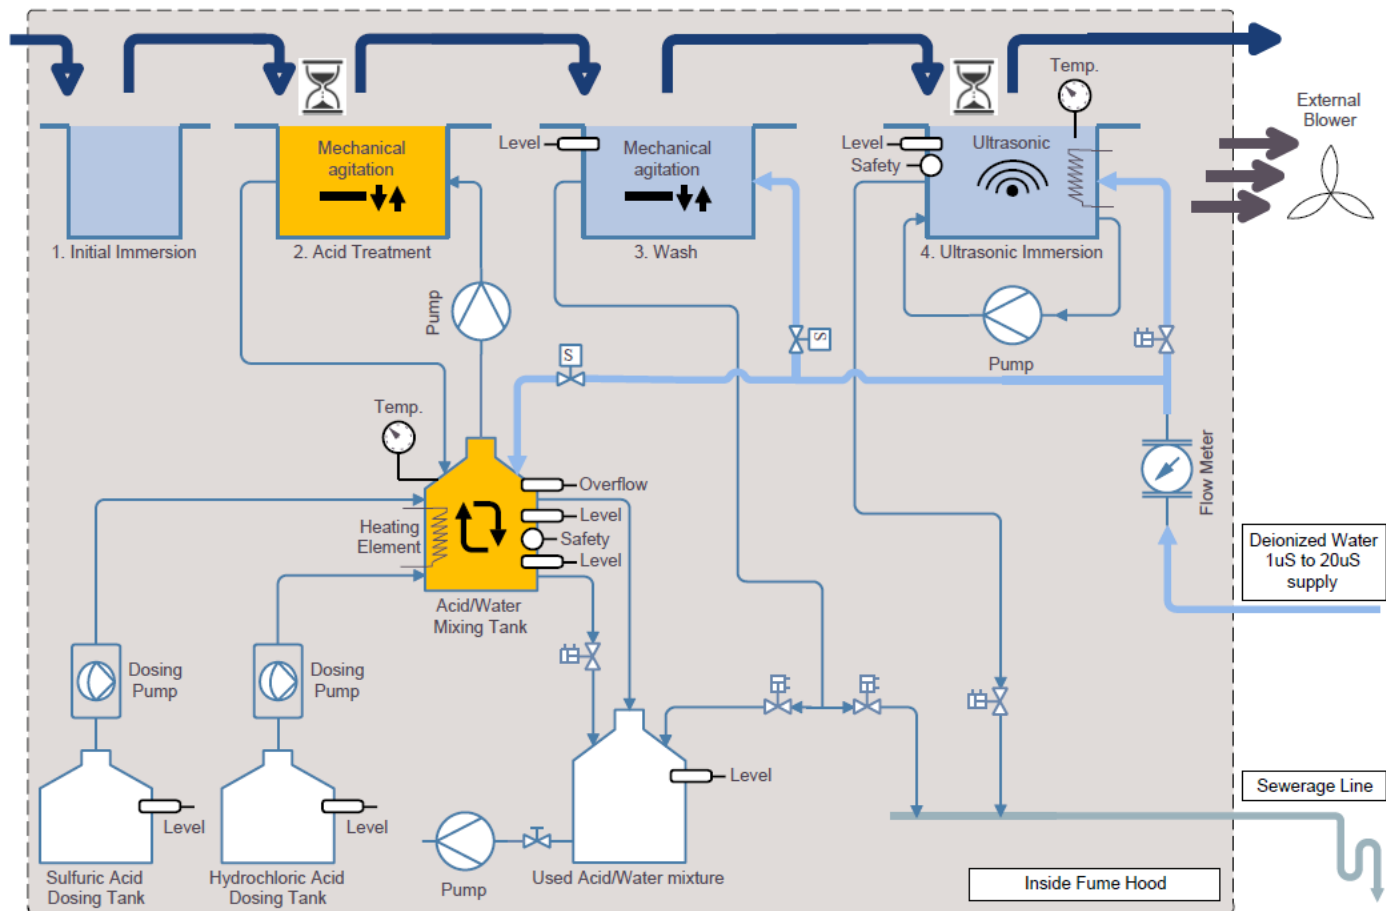 Temp.
External
Blower
Level
Safety
Ultrasonic
Mechanical
agitation
Level
Mechanical
agitation
1. Initial Immersion
2. Acid Treatment
3. Wash
4. Ultrasonic Immersion
Pump
S
S
Pump
Temp.
Flow Meter
Overflow
Level
Safety
Level
Heating
Element
Deionized Water
1uS to 20uS
supply
Acid/Water
Mixing Tank
Dosing
Pump
Dosing
Pump
Level
Level
Level
Sewerage Line
Sulfuric Acid
Dosing Tank
Hydrochloric Acid
Dosing Tank
Pump
Used Acid/Water mixture
Inside Fume Hood